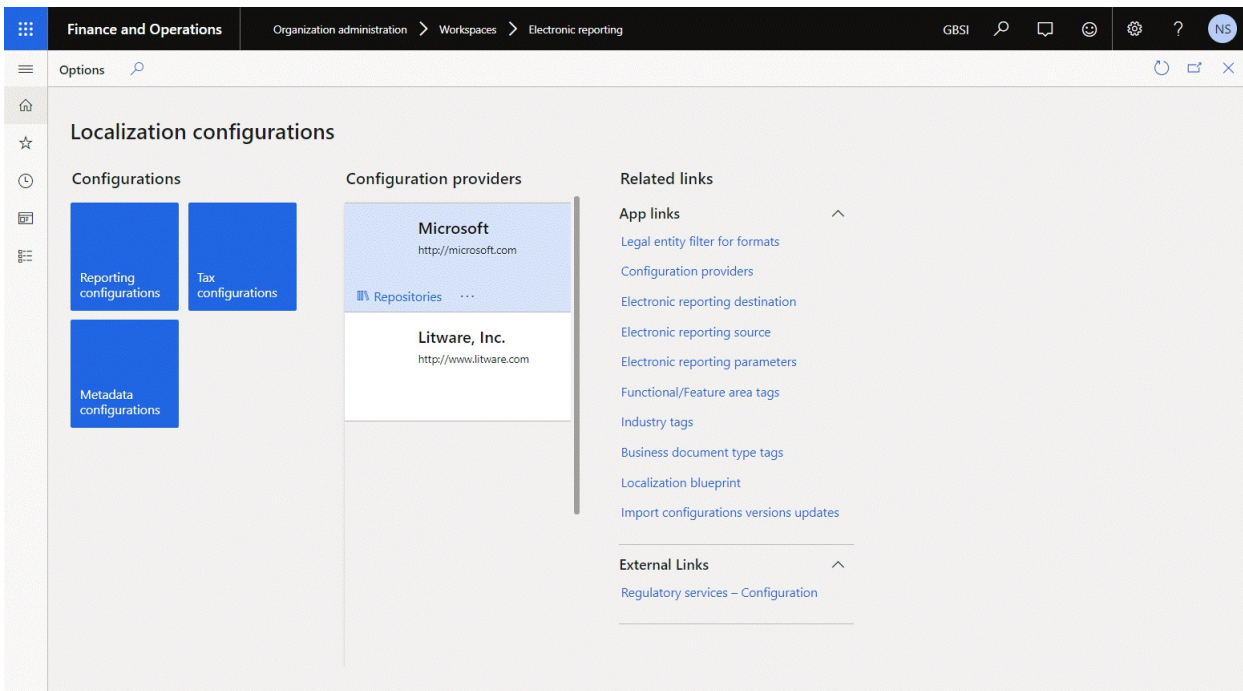 Finance and Operations
Organization administration > Workspaces > Electronic reporting
GBSI
?
NS
Options
Localization configurations
Configurations
Reporting
configurations
Tax
configurations
Metadata
configurations
Configuration providers
Microsoft
http://microsoft.com
Repositories ...
Litware, Inc.
http://www.litware.com
Related links
App links
Legal entity filter for formats
Configuration providers
Electronic reporting destination
Electronic reporting source
Electronic reporting parameters
Functional/Feature area tags
Industry tags
Business document type tags
Localization blueprint
Import configurations versions updates
External Links
Regulatory services – Configuration